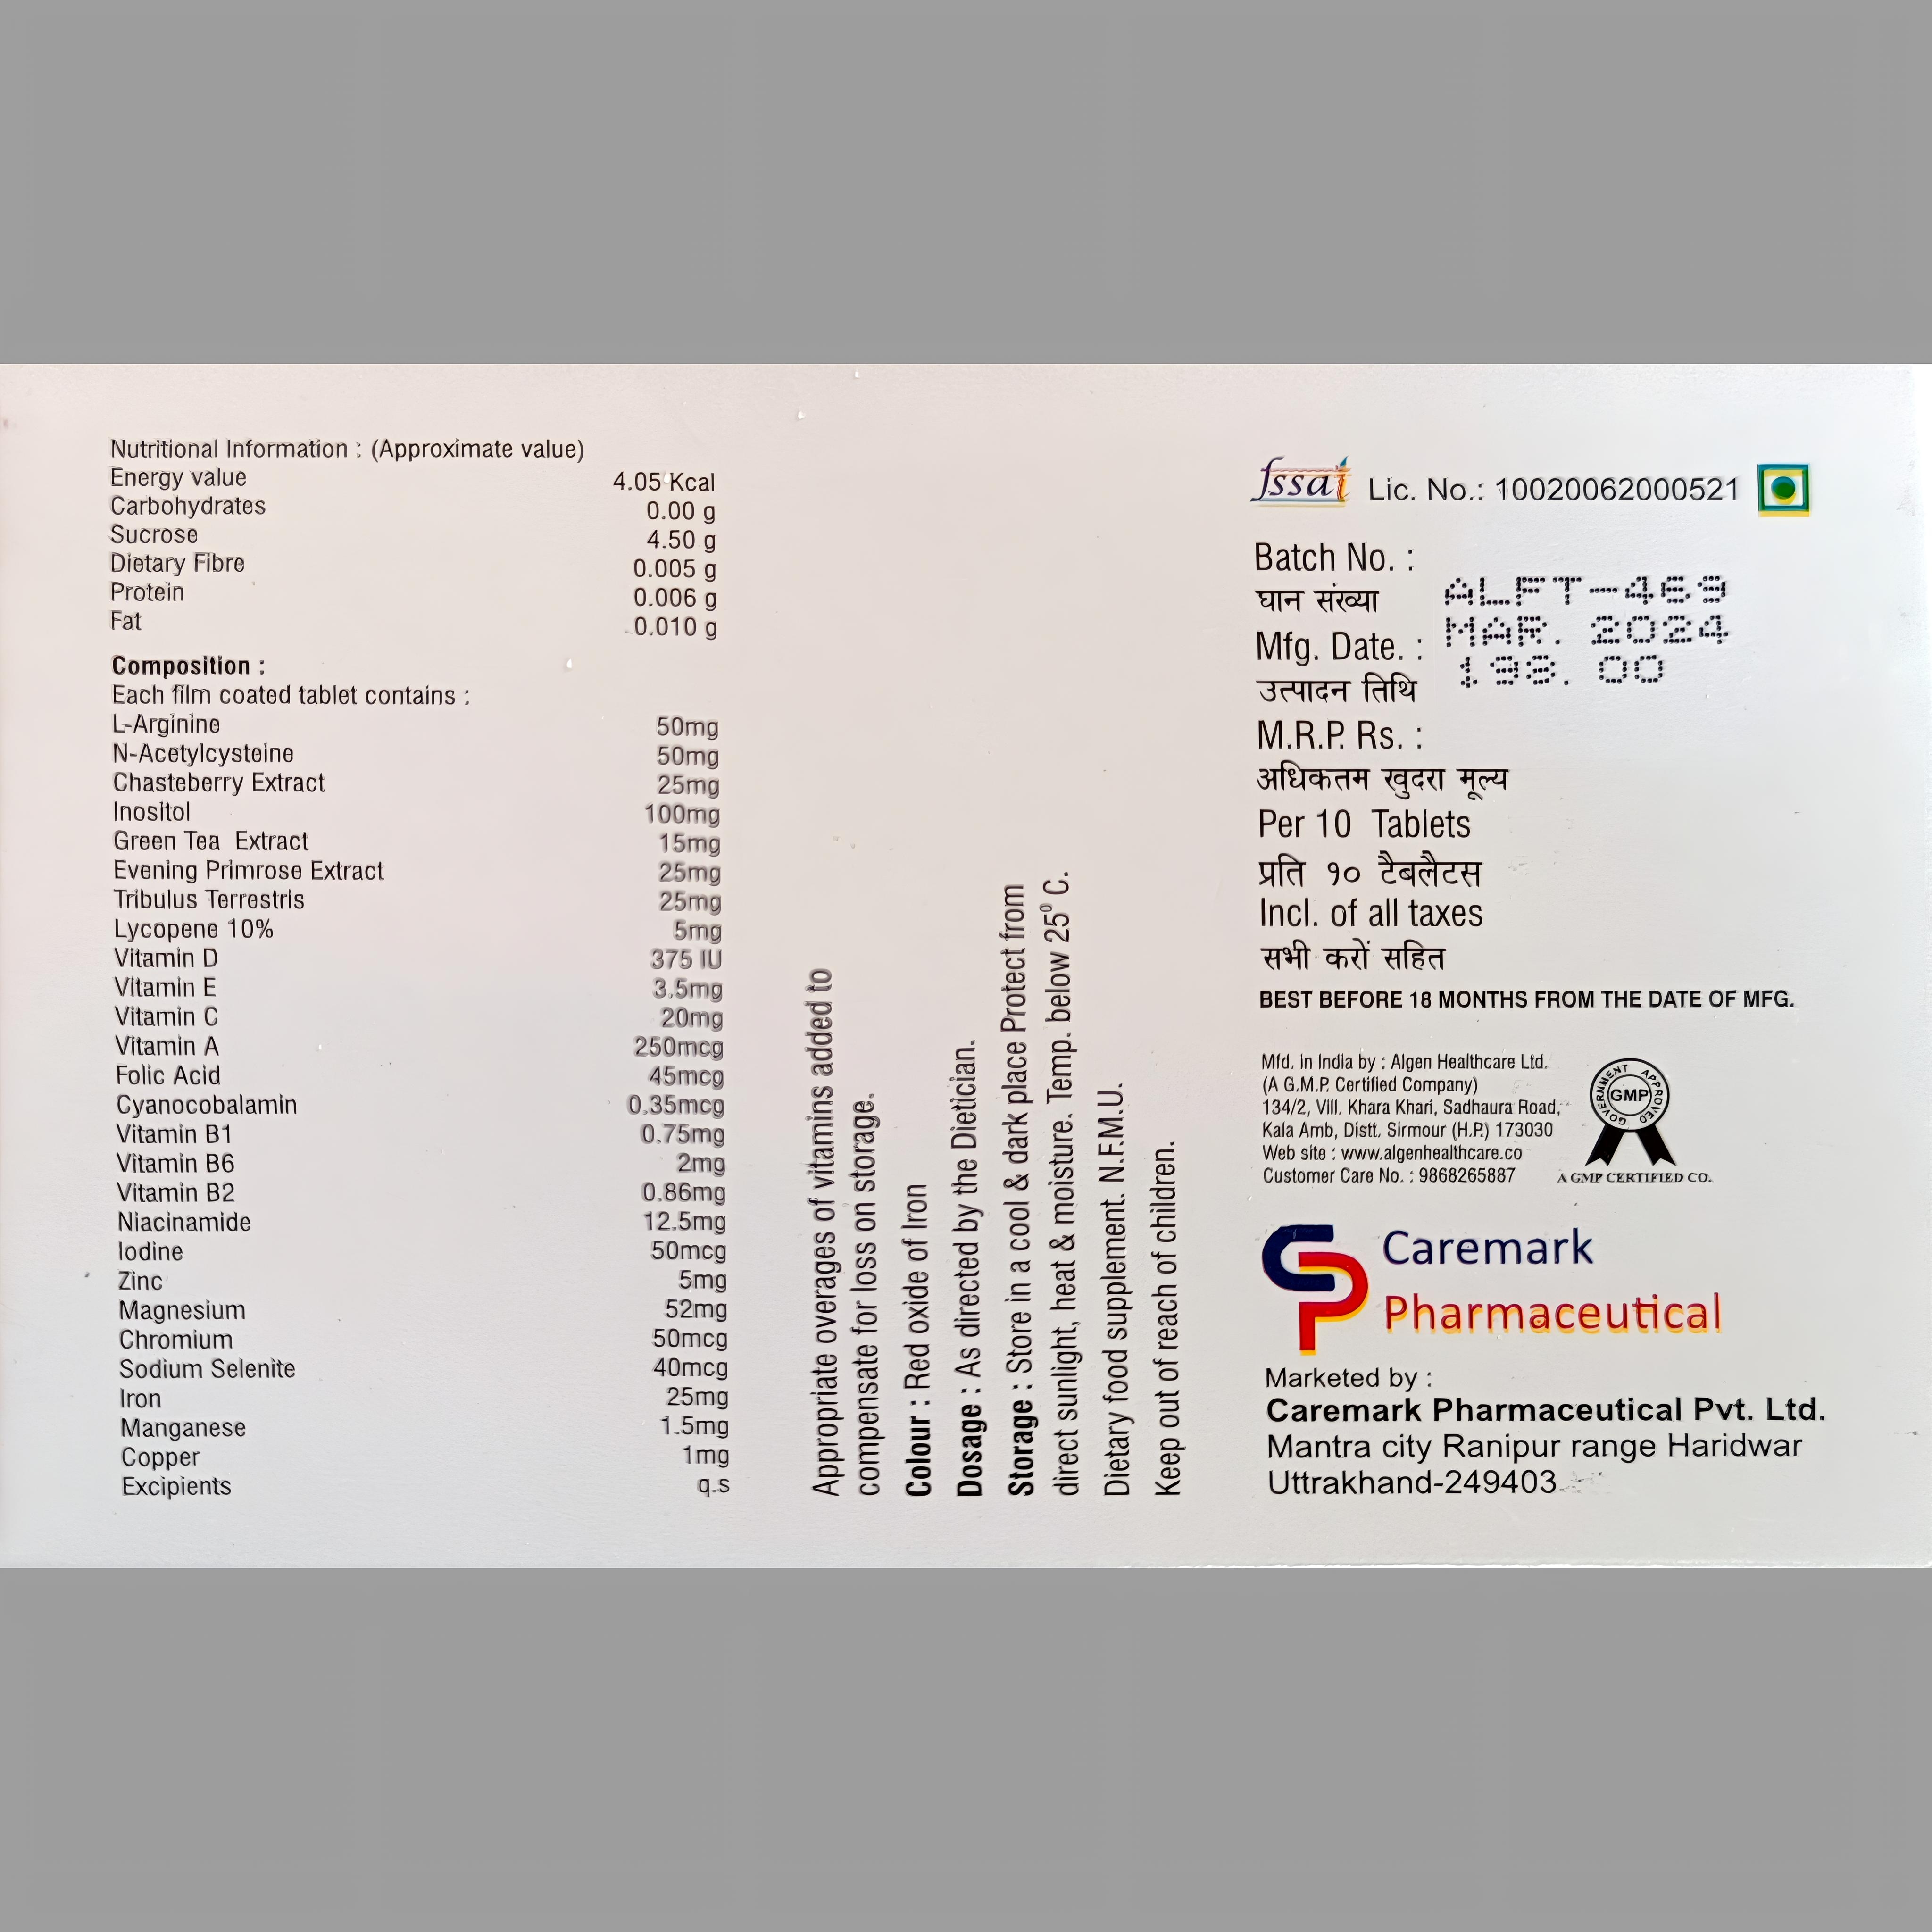 Nutritional Information : (Approximate value)
Energy value 4.05 Kcal
Carbohydrates 0.00 g
Sucrose 4.50 g
Dietary Fibre 0.005 g
Protein 0.006 g
Fat 0.010 g
Composition :
Each film coated tablet contains :
L-Arginine 50mg
N-Acetylcysteine 50mg
Chasteberry Extract 25mg
Inositol 100mg
Green Tea Extract 15mg
Evening Primrose Extract 25mg
Tribulus Terrestris 25mg
Lycopene 10% 5mg
Vitamin D 375 IU
Vitamin E 3.5mg
Vitamin C 20mg
Vitamin A 250mcg
Folic Acid 45mcg
Cyanocobalamin 0.35mcg
Vitamin B1 0.75mg
Vitamin B6 2mg
Vitamin B2 0.86mg
Niacinamide 12.5mg
Iodine 50mcg
Zinc 5mg
Magnesium 52mg
Chromium 50mcg
Sodium Selenite 40mcg
Iron 25mg
Manganese 1.5mg
Copper 1mg
Excipients q.s
Appropriate overages of vitamins added to
compensate for loss on storage.
Colour : Red oxide of Iron
Dosage : As directed by the Dietician.
Storage : Store in a cool & dark place Protect from
direct sunlight, heat & moisture. Temp. below 25° C.
Dietary food supplement. N.F.M.U.
Keep out of reach of children.
fssai Lic. No.: 10020062000521
Batch No. :
घान संख्या ALFT-469
Mfg. Date. : MAR. 2024
उत्पादन तिथि 198. 00
M.R.P. Rs. :
अधिकतम खुदरा मूल्य
Per 10 Tablets
प्रति १० टैबलैटस
Incl. of all taxes
सभी करों सहित
BEST BEFORE 18 MONTHS FROM THE DATE OF MFG.
Mfd. in India by : Algen Healthcare Ltd.
(A G.M.P. Certified Company)
134/2, Vill. Khara Khari, Sadhaura Road,
Kala Amb, Distt. Sirmour (H.P.) 173030
Web site : www.algenhealthcare.co
Customer Care No. : 9868265887
GOVERNMENT APPROVED
GMP
A GMP CERTIFIED CO.
CP
Caremark
Pharmaceutical
Marketed by :
Caremark Pharmaceutical Pvt. Ltd.
Mantra city Ranipur range Haridwar
Uttrakhand-249403